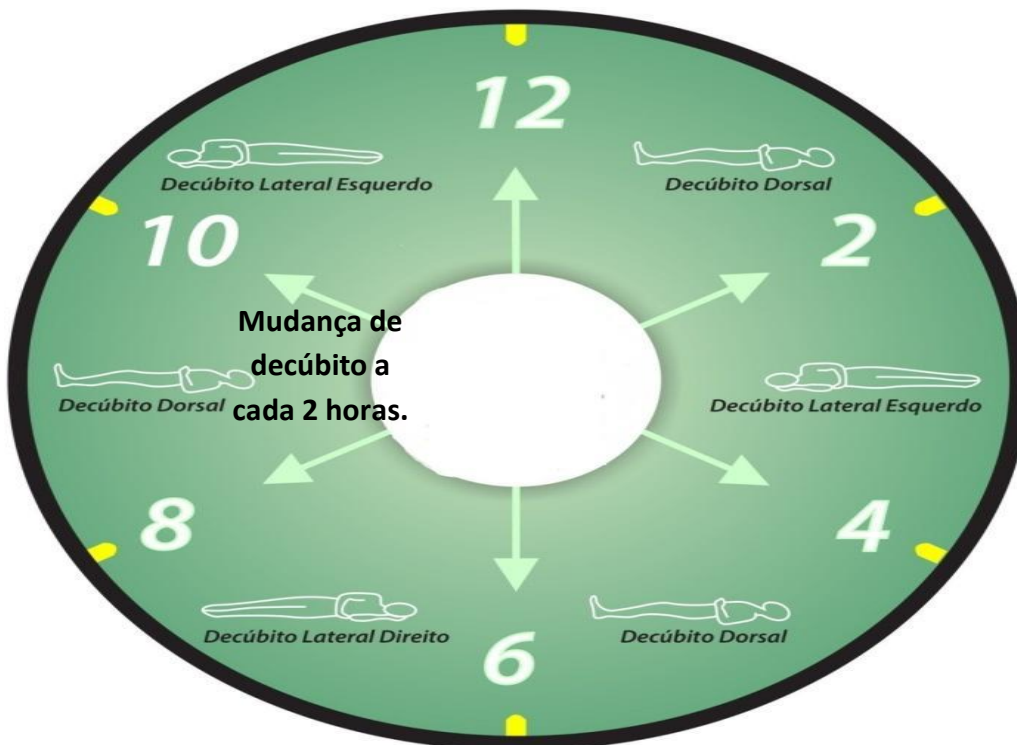 12
Decúbito Lateral Esquerdo
Decúbito Dorsal
10
2
Mudança de
decúbito a
cada 2 horas.
Decúbito Dorsal
Decúbito Lateral Esquerdo
8
4
Decúbito Lateral Direito
Decúbito Dorsal
6